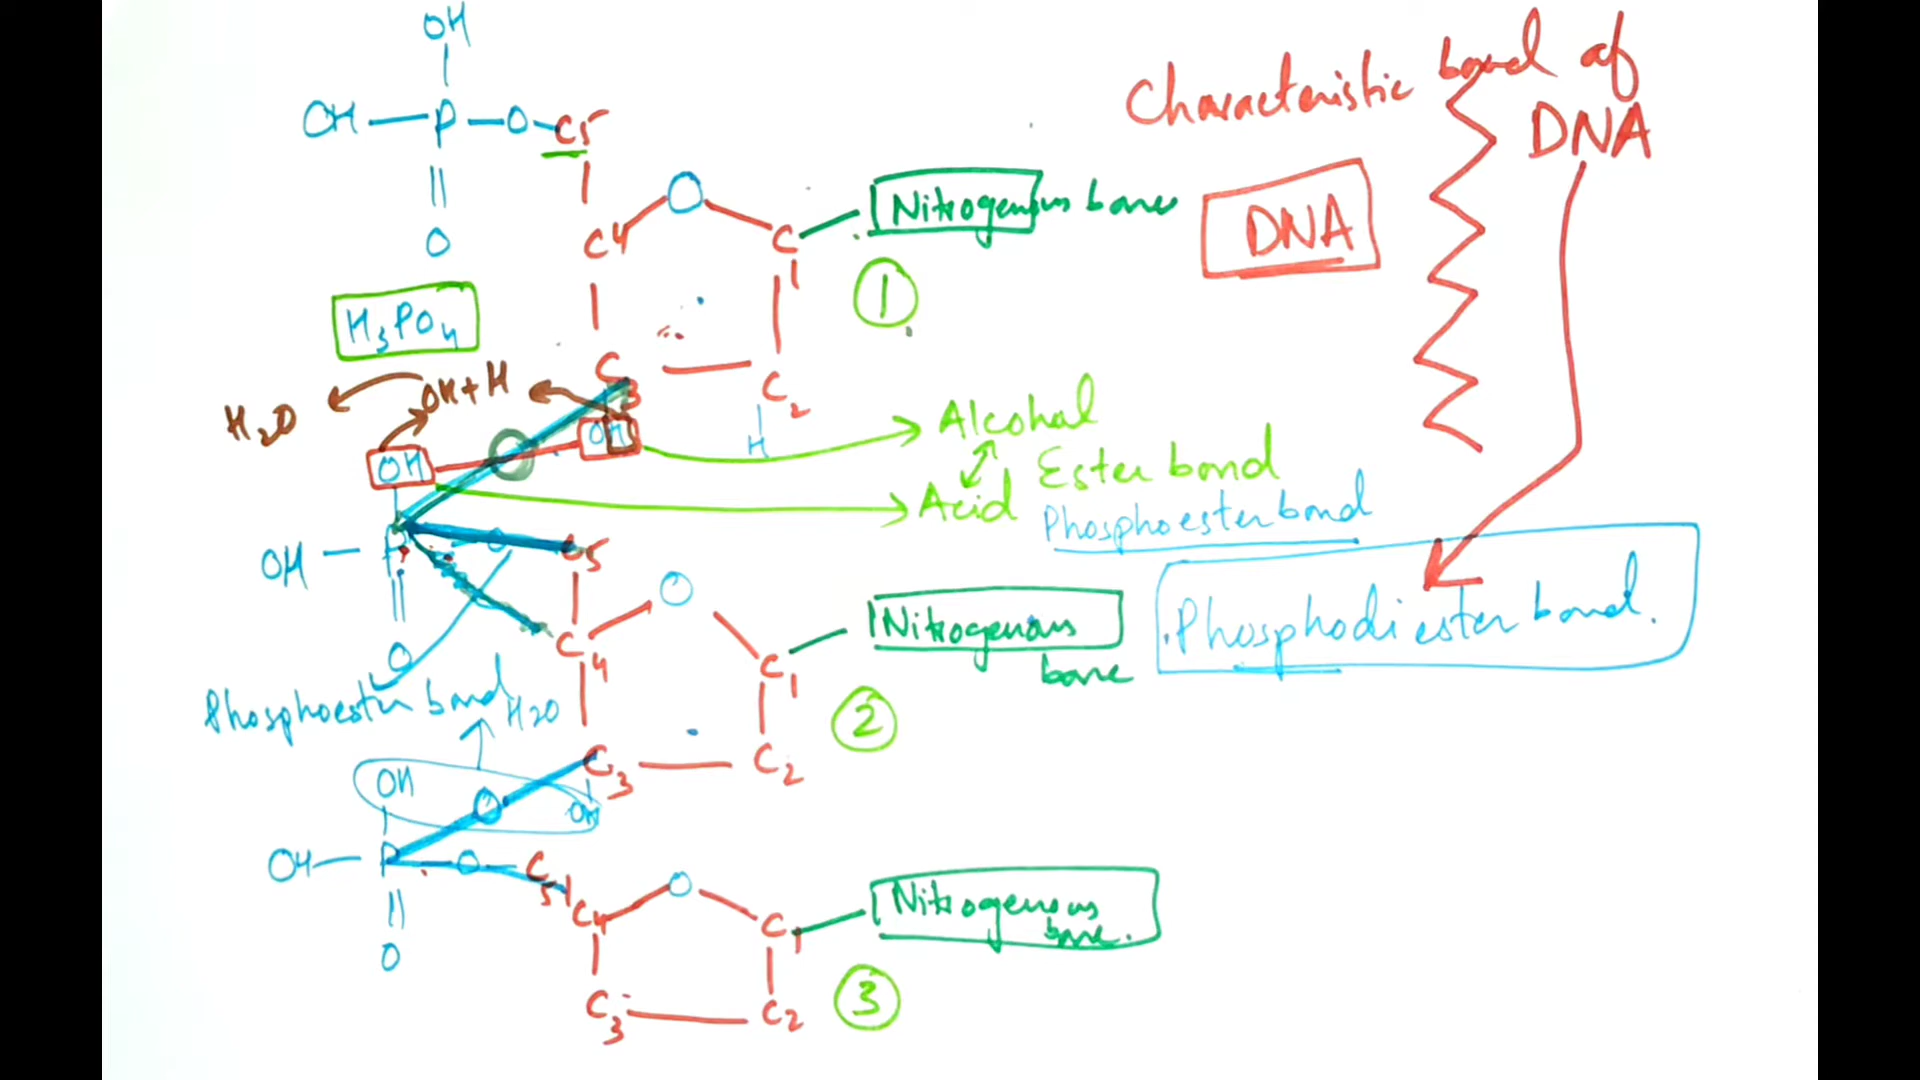 OH
OH — P — O — C5
||
O
C4 O C1
Nitrogenous base
1
C3 C2
H
Characteristic bond of
DNA
DNA
H3PO4
H2O OH + H
OH OH
Alcohal
Acid
Ester bond
Phosphoester bond
Phosphodiester bond.
OH — P — O — C5
||
O
C4 O C1
Nitrogenous
base
2
C3 C2
Phosphoester bond
H2O
OH OH
O
OH — P — O — C5
||
O
C4 O C1
Nitrogenous
base.
3
C3 C2